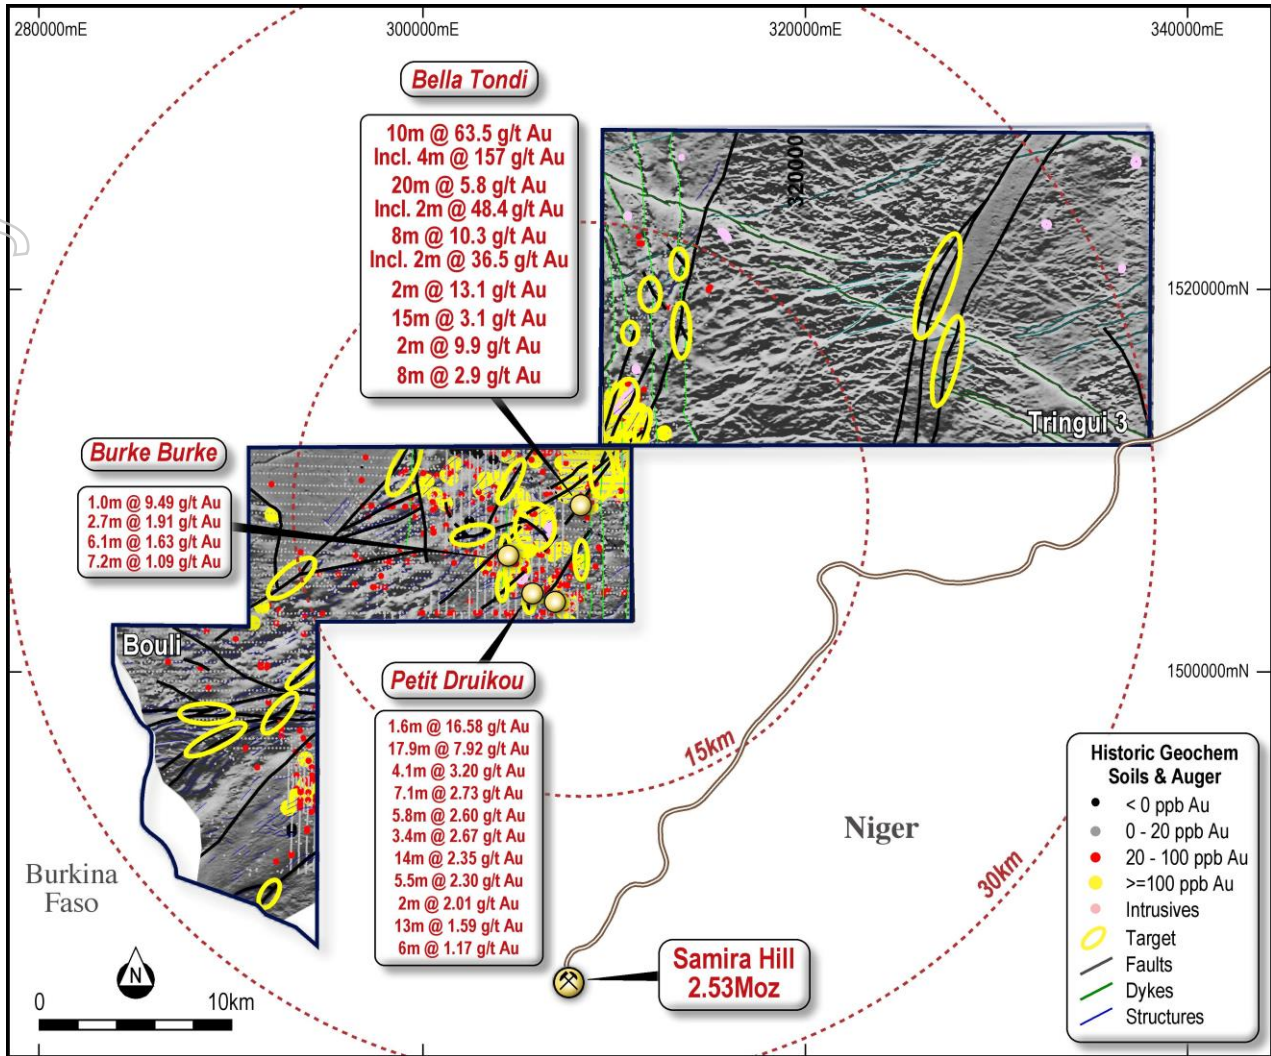 280000mE
300000mE
320000mE
340000mE
Bella Tondi
10m @ 63.5 g/t Au
Incl. 4m @ 157 g/t Au
20m @ 5.8 g/t Au
Incl. 2m @ 48.4 g/t Au
8m @ 10.3 g/t Au
Incl. 2m @ 36.5 g/t Au
2m @ 13.1 g/t Au
15m @ 3.1 g/t Au
2m @ 9.9 g/t Au
8m @ 2.9 g/t Au
320000
1520000mN
Tringui 3
Burke Burke
1.0m @ 9.49 g/t Au
2.7m @ 1.91 g/t Au
6.1m @ 1.63 g/t Au
7.2m @ 1.09 g/t Au
Bouli
Petit Druikou
1.6m @ 16.58 g/t Au
17.9m @ 7.92 g/t Au
4.1m @ 3.20 g/t Au
7.1m @ 2.73 g/t Au
5.8m @ 2.60 g/t Au
3.4m @ 2.67 g/t Au
14m @ 2.35 g/t Au
5.5m @ 2.30 g/t Au
2m @ 2.01 g/t Au
13m @ 1.59 g/t Au
6m @ 1.17 g/t Au
1500000mN
15km
30km
Niger
Burkina
Faso
N
0 10km
Samira Hill
2.53Moz
Historic Geochem
Soils & Auger
< 0 ppb Au
0 - 20 ppb Au
20 - 100 ppb Au
>=100 ppb Au
Intrusives
Target
Faults
Dykes
Structures